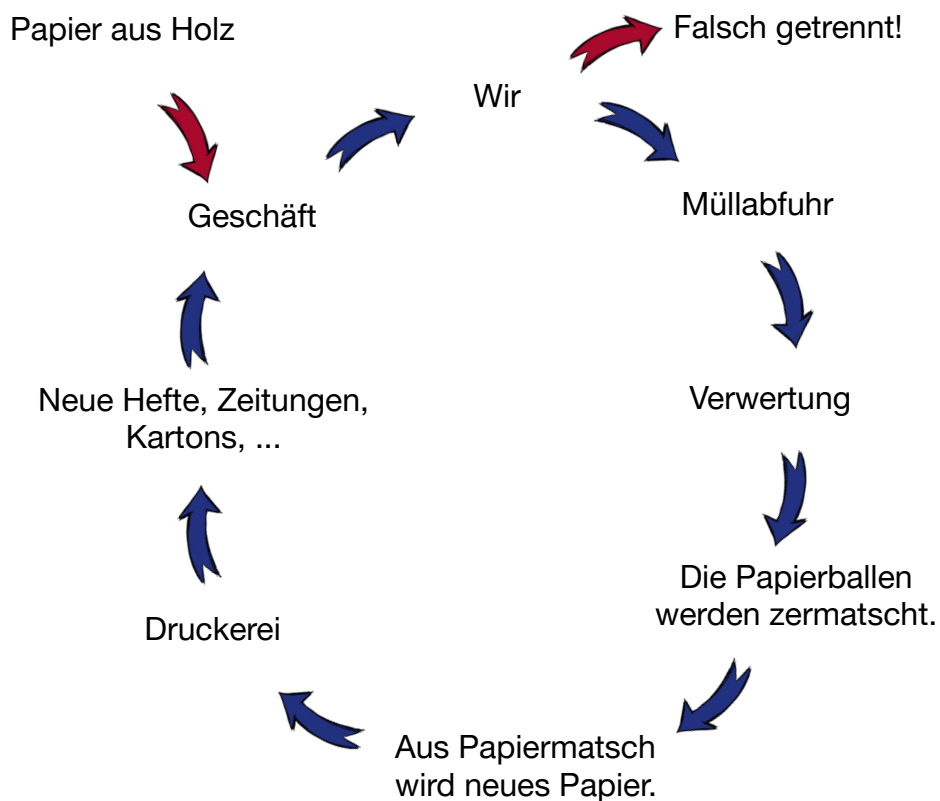 Papier aus Holz
Falsch getrennt!
Wir
Geschäft
Müllabfuhr
Neue Hefte, Zeitungen,
Kartons, ...
Verwertung
Die Papierballen
werden zermatscht.
Druckerei
Aus Papiermatsch
wird neues Papier.